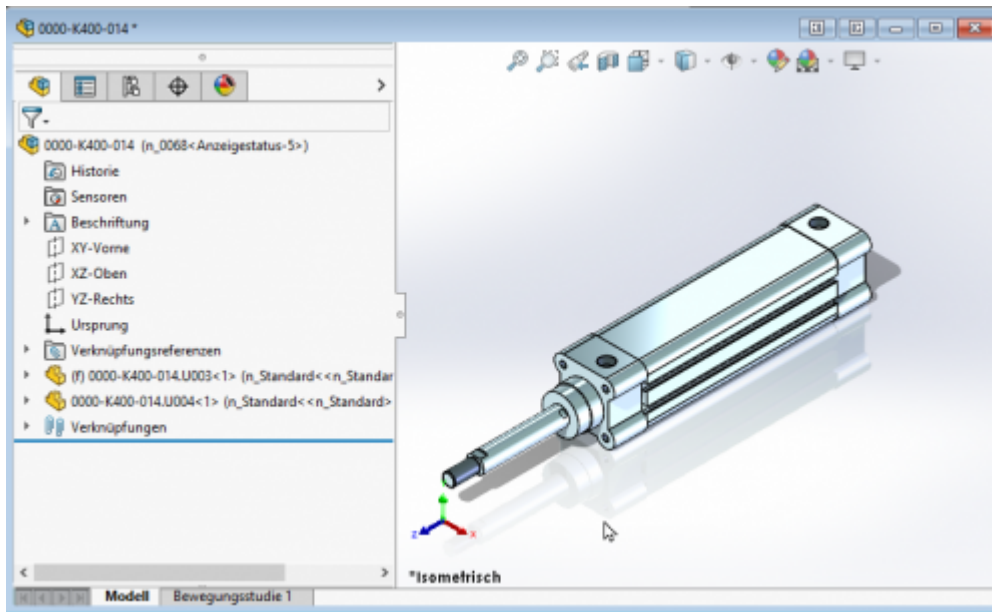 0000-K400-014 *
0000-K400-014 (n_0068<Anzeigestatus-5>)
Historie
Sensoren
Beschriftung
XY-Vorne
XZ-Oben
YZ-Rechts
Ursprung
Verknüpfungsreferenzen
(f) 0000-K400-014.U003<1> (n_Standard<<n_Standar
0000-K400-014.U004<1> (n_Standard<<n_Standard>
Verknüpfungen
z x
*Isometrisch
Modell Bewegungsstudie 1